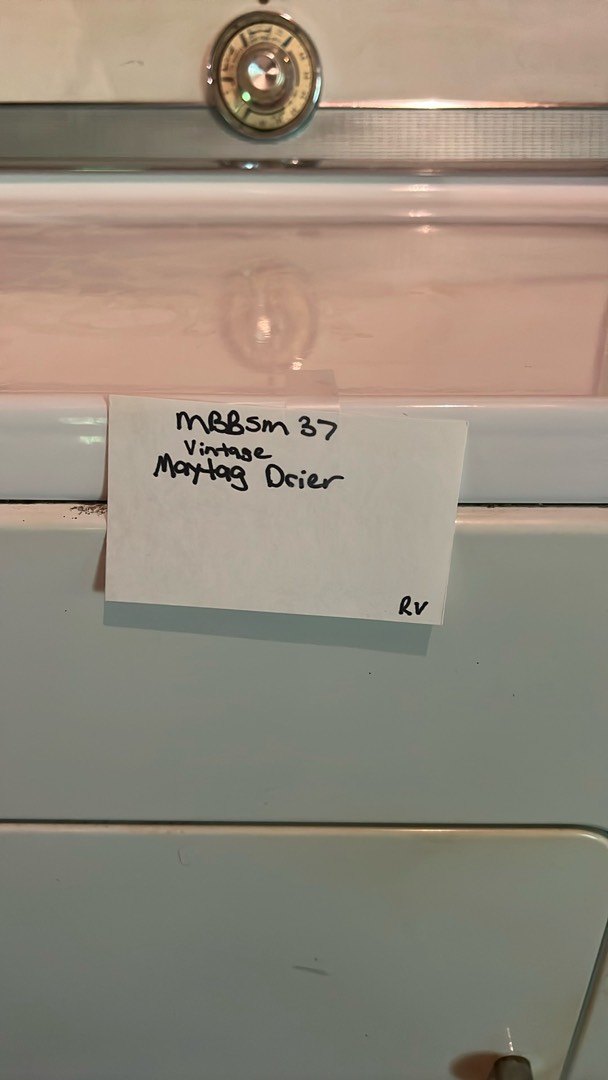 MBBSM 37
Vintage
Maytag Drier
RV